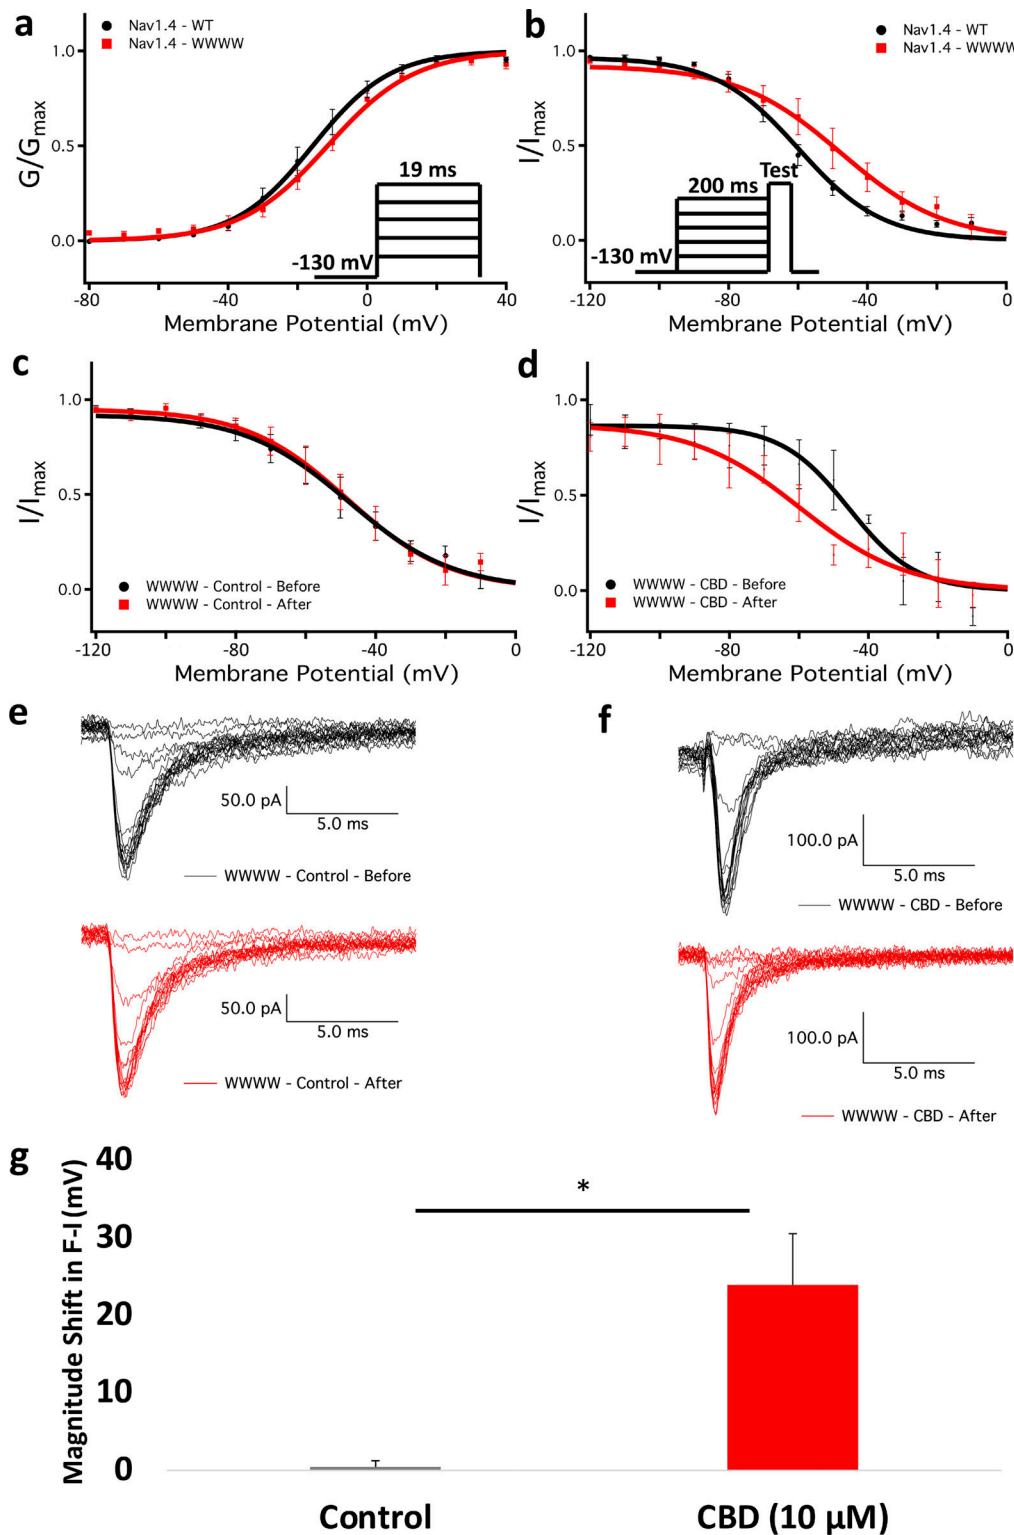 a
Nav1.4 - WT
Nav1.4 - WWWW
1.0
0.5
0.0
G/Gmax
19 ms
-130 mV
-80
-40
0
40
Membrane Potential (mV)
b
Nav1.4 - WT
Nav1.4 - WWWW
1.0
0.5
0.0
I/Imax
Test
200 ms
-130 mV
-120
-80
-40
0
Membrane Potential (mV)
c
1.0
0.5
0.0
I/Imax
WWWW - Control - Before
WWWW - Control - After
-120
-80
-40
0
Membrane Potential (mV)
d
1.0
0.5
0.0
I/Imax
WWWW - CBD - Before
WWWW - CBD - After
-120
-80
-40
0
Membrane Potential (mV)
e
50.0 pA
5.0 ms
WWWW - Control - Before
50.0 pA
5.0 ms
WWWW - Control - After
f
100.0 pA
5.0 ms
WWWW - CBD - Before
100.0 pA
5.0 ms
WWWW - CBD - After
g
Magnitude Shift in F-I (mV)
40
30
20
10
0
*
Control
CBD (10 µM)